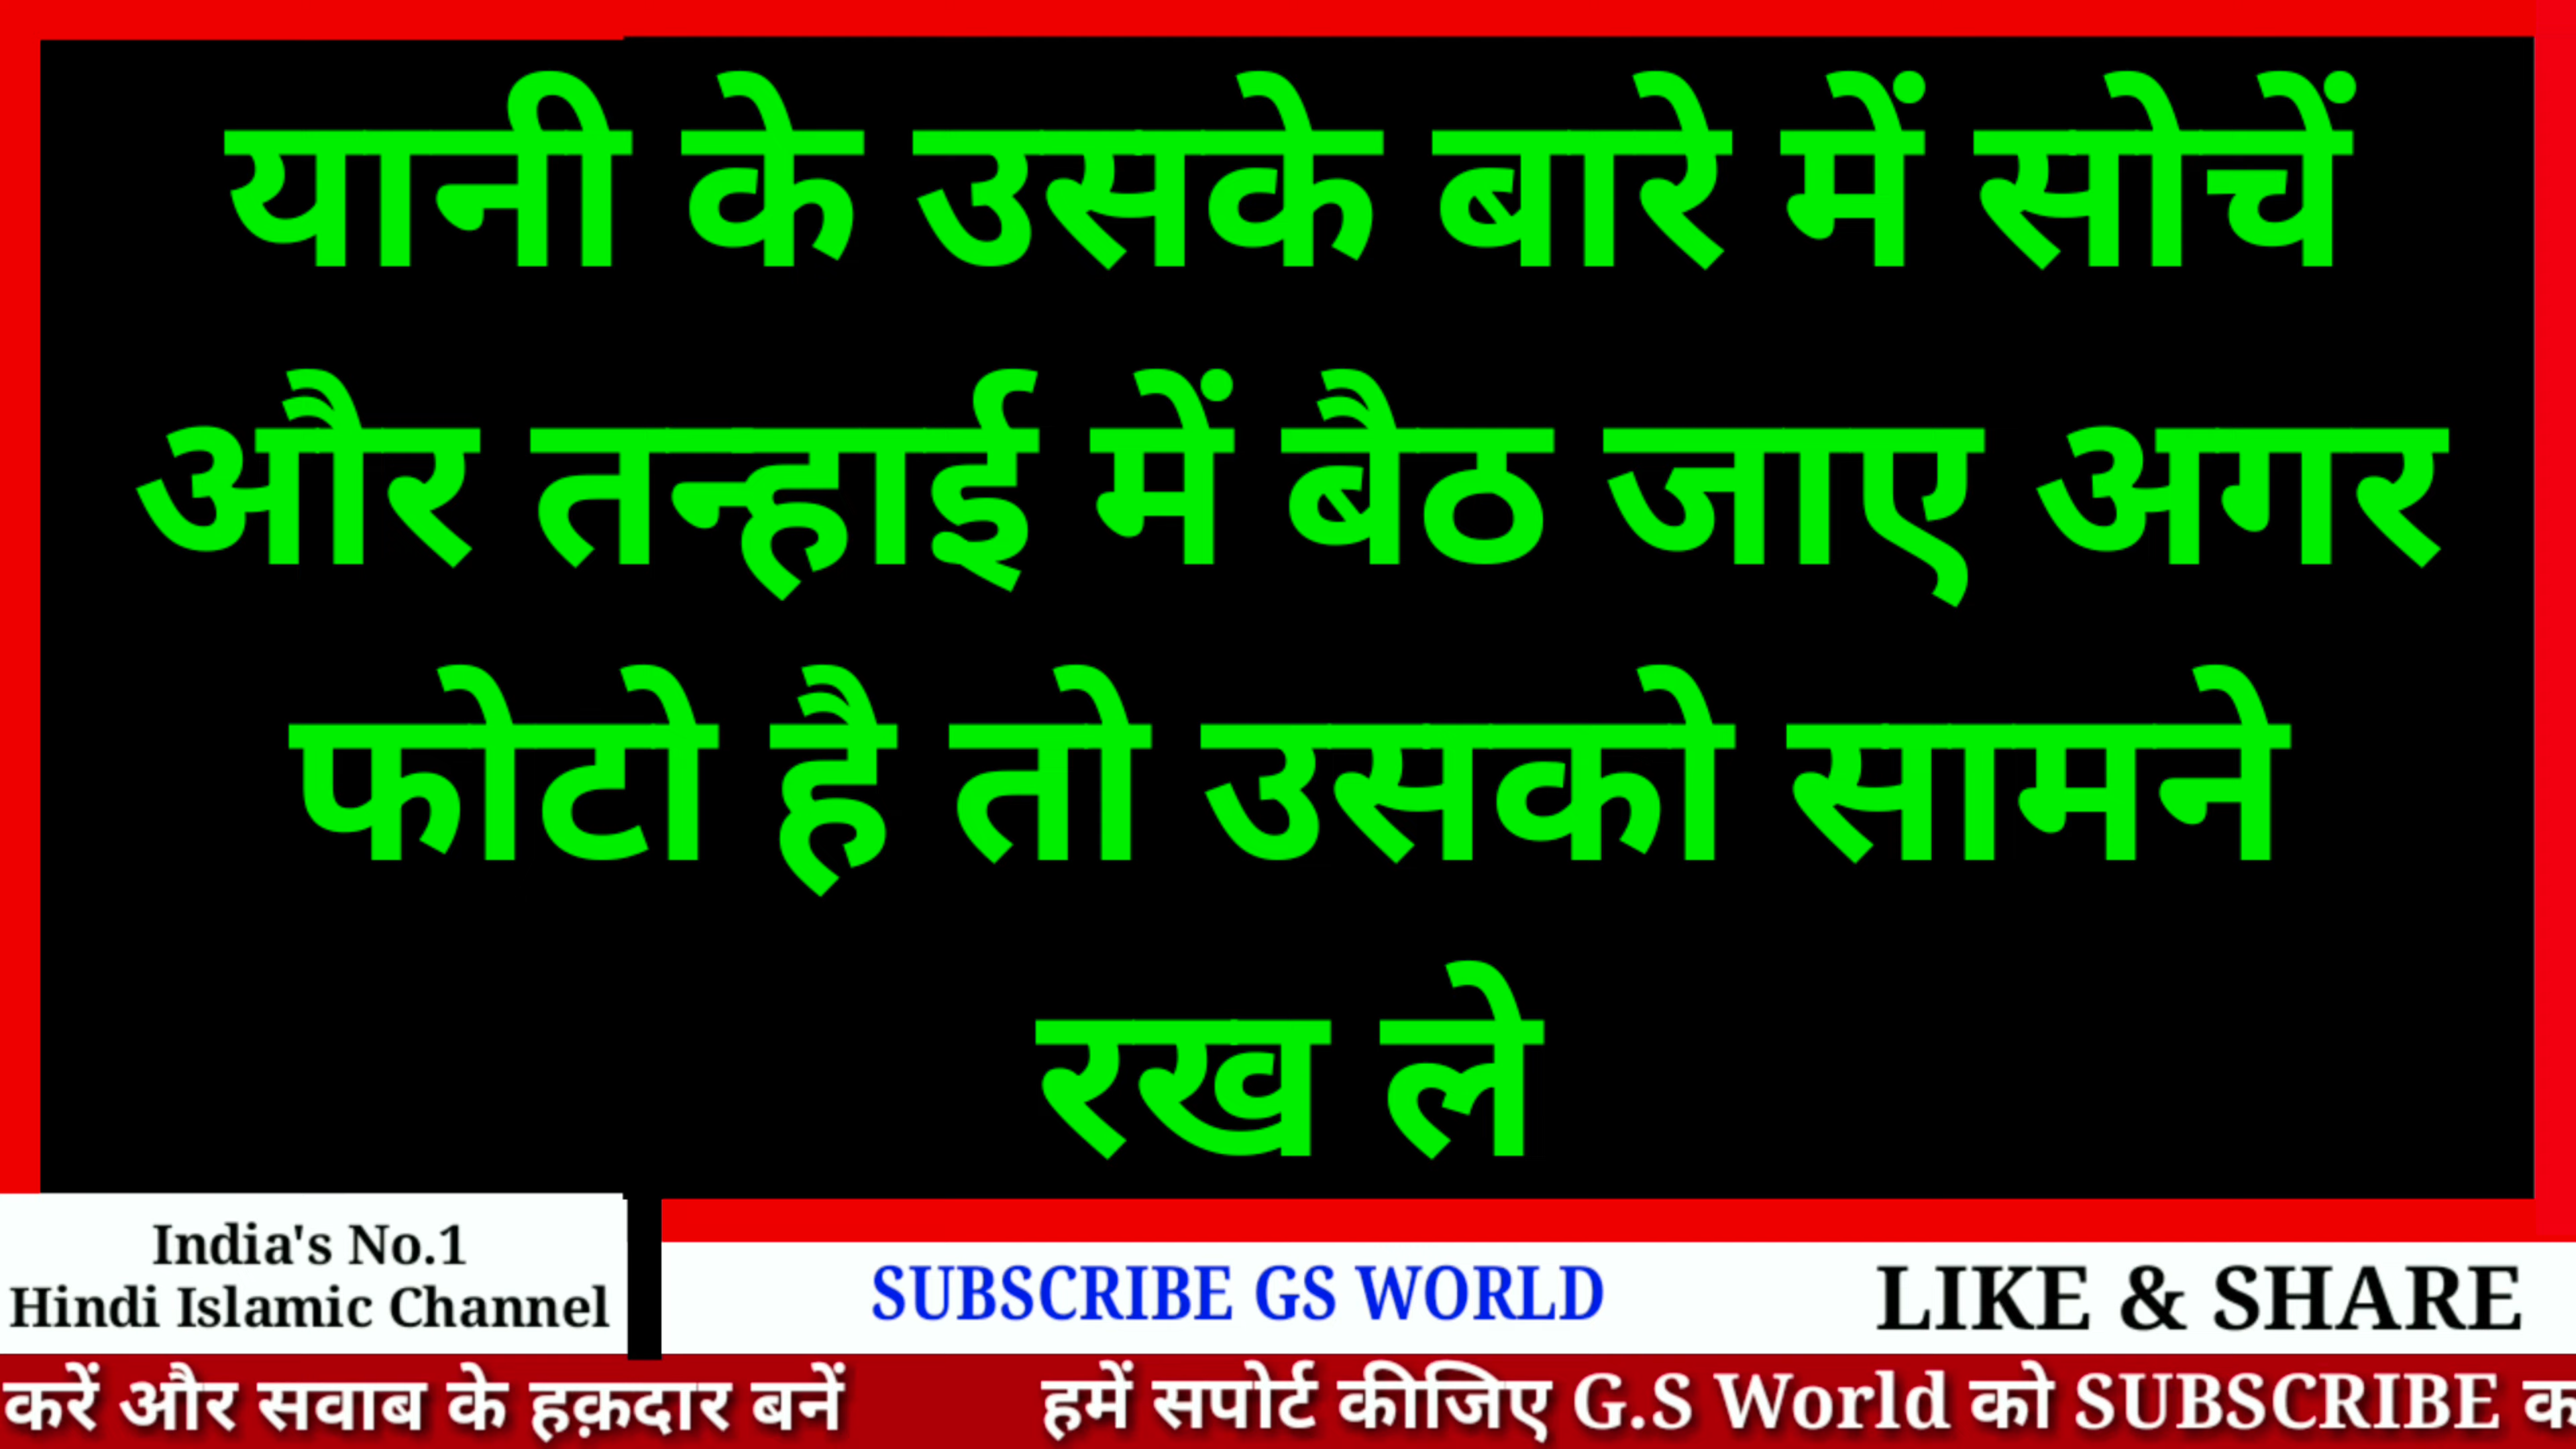 यानी के उसके बारे में सोचें
और तन्हाई में बैठ जाए अगर
फोटो है तो उसको सामने
रख ले
India's No.1
Hindi Islamic Channel
SUBSCRIBE GS WORLD
LIKE & SHARE
करें और सवाब के हक़दार बनें हमें सपोर्ट कीजिए G.S World को SUBSCRIBE